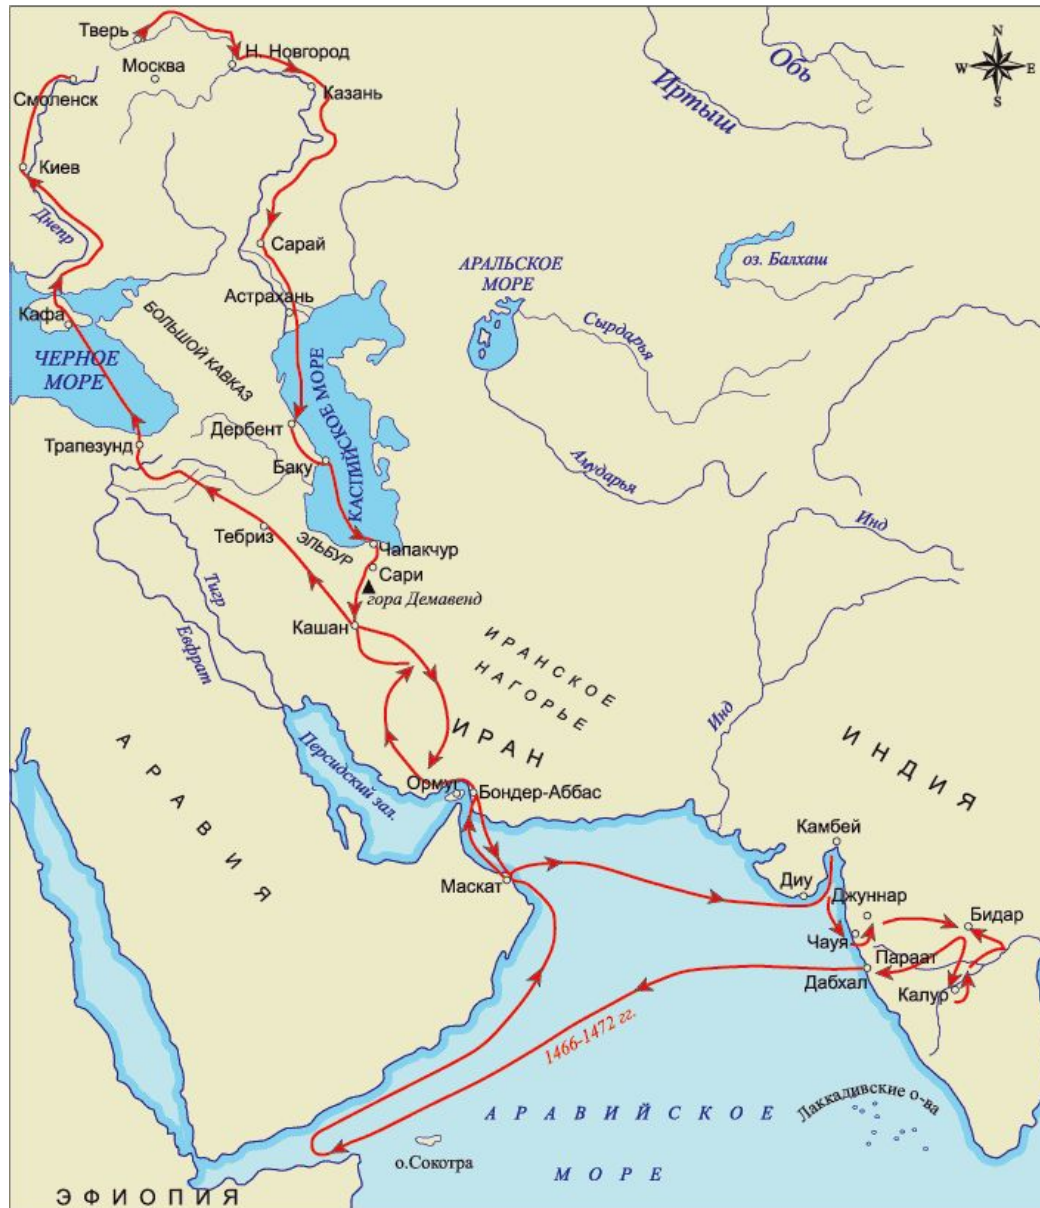 Тверь
Н. Новгород
Москва
Казань
Смоленск
Киев
Днепр
Сарай
Астрахань
Кафа
ЧЕРНОЕ
МОРЕ
БОЛЬШОЙ КАВКАЗ
КАСПИЙСКОЕ МОРЕ
Дербент
Трапезунд
Баку
Тебриз
ЭЛЬБУР
Чапакчур
Сари
гора Демавенд
Кашан
Тигр
Евфрат
Обь
Иртыш
N
W
E
S
оз. Балхаш
АРАЛЬСКОЕ
МОРЕ
Сырдарья
Амударья
Инд
Инд
ИРАНСКОЕ
НАГОРЬЕ
ИРАН
ИНДИЯ
АРАВИЯ
Персидский зал.
Ормуз
Бондер-Аббас
Маскат
Камбей
Диу
Джуннар
Бидар
Чауя
Параат
Дабхал
Калур
1466-1472 гг.
Лаккадивские о-ва
АРАВИЙСКОЕ
МОРЕ
о.Сокотра
ЭФИОПИЯ